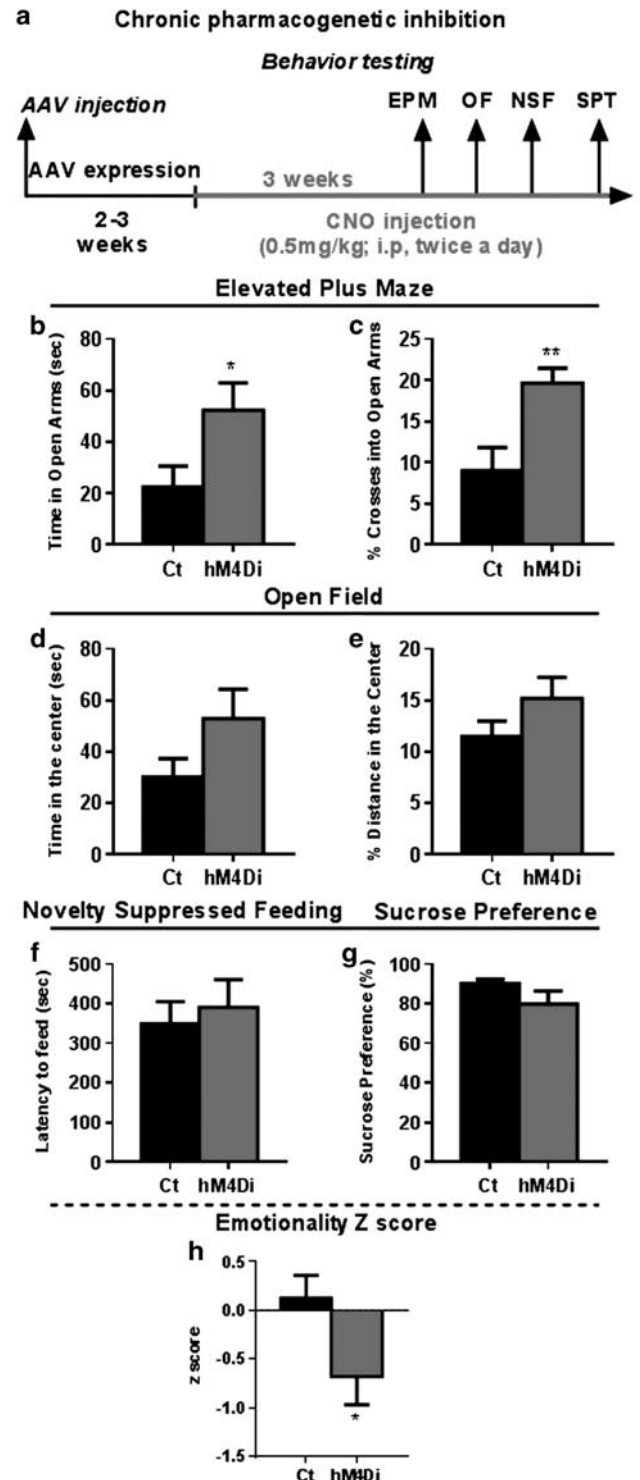 a Chronic pharmacogenetic inhibition
Behavior testing
AAV injection
EPM OF NSF SPT
AAV expression
3 weeks
2-3
weeks
CNO injection
(0.5mg/kg; i.p, twice a day)
Elevated Plus Maze
b
Time in Open Arms (sec)
80
60
40
20
0
*
Ct hM4Di
c
% Crosses into Open Arms
25
20
15
10
5
0
**
Ct hM4Di
Open Field
d
Time in the center (sec)
80
60
40
20
0
Ct hM4Di
e
% Distance in the Center
20
15
10
5
0
Ct hM4Di
Novelty Suppressed Feeding
f
Latency to feed (sec)
500
400
300
200
100
0
Ct hM4Di
Sucrose Preference
g
Sucrose Preference (%)
100
80
60
40
20
0
Ct hM4Di
Emotionality Z score
h
z score
0.5
0.0
-0.5
-1.0
-1.5
*
Ct hM4Di